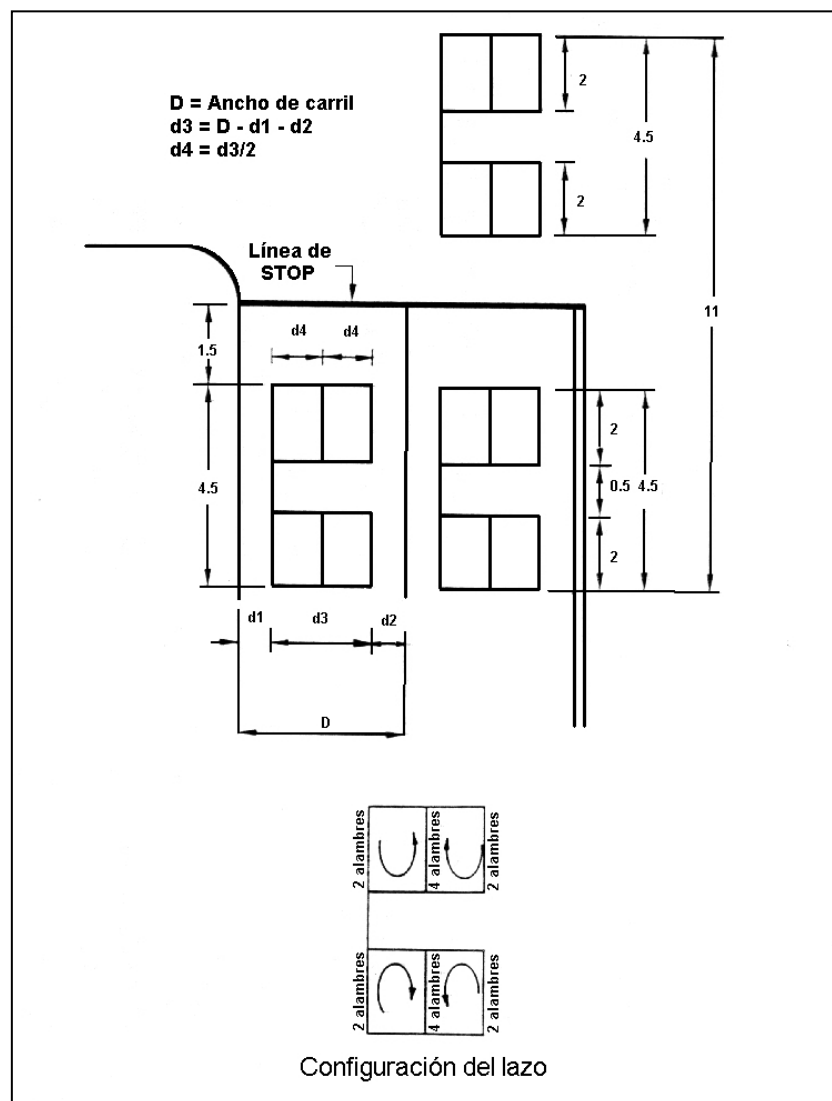 D = Ancho de carril
d3 = D - d1 - d2
d4 = d3/2
2
4.5
2
11
Línea de
STOP
1.5
d4
d4
4.5
2
0.5
4.5
2
d1
d3
d2
D
2 alambres
4 alambres
2 alambres
2 alambres
4 alambres
2 alambres
Configuración del lazo